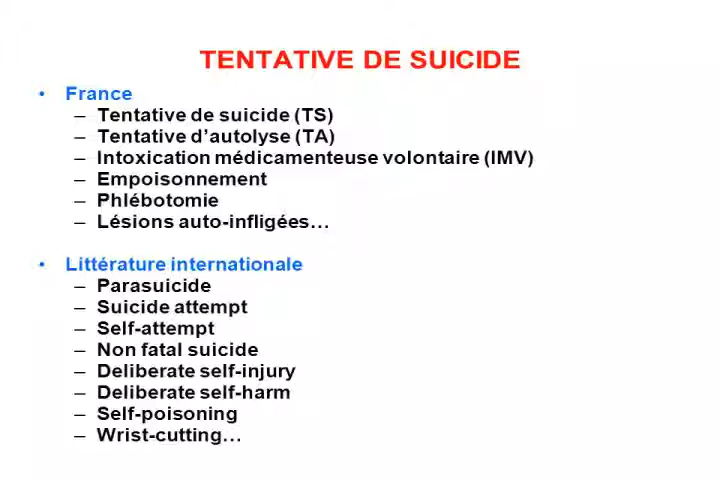 TENTATIVE DE SUICIDE
• France
– Tentative de suicide (TS)
– Tentative d’autolyse (TA)
– Intoxication médicamenteuse volontaire (IMV)
– Empoisonnement
– Phlébotomie
– Lésions auto-infligées…
• Littérature internationale
– Parasuicide
– Suicide attempt
– Self-attempt
– Non fatal suicide
– Deliberate self-injury
– Deliberate self-harm
– Self-poisoning
– Wrist-cutting…